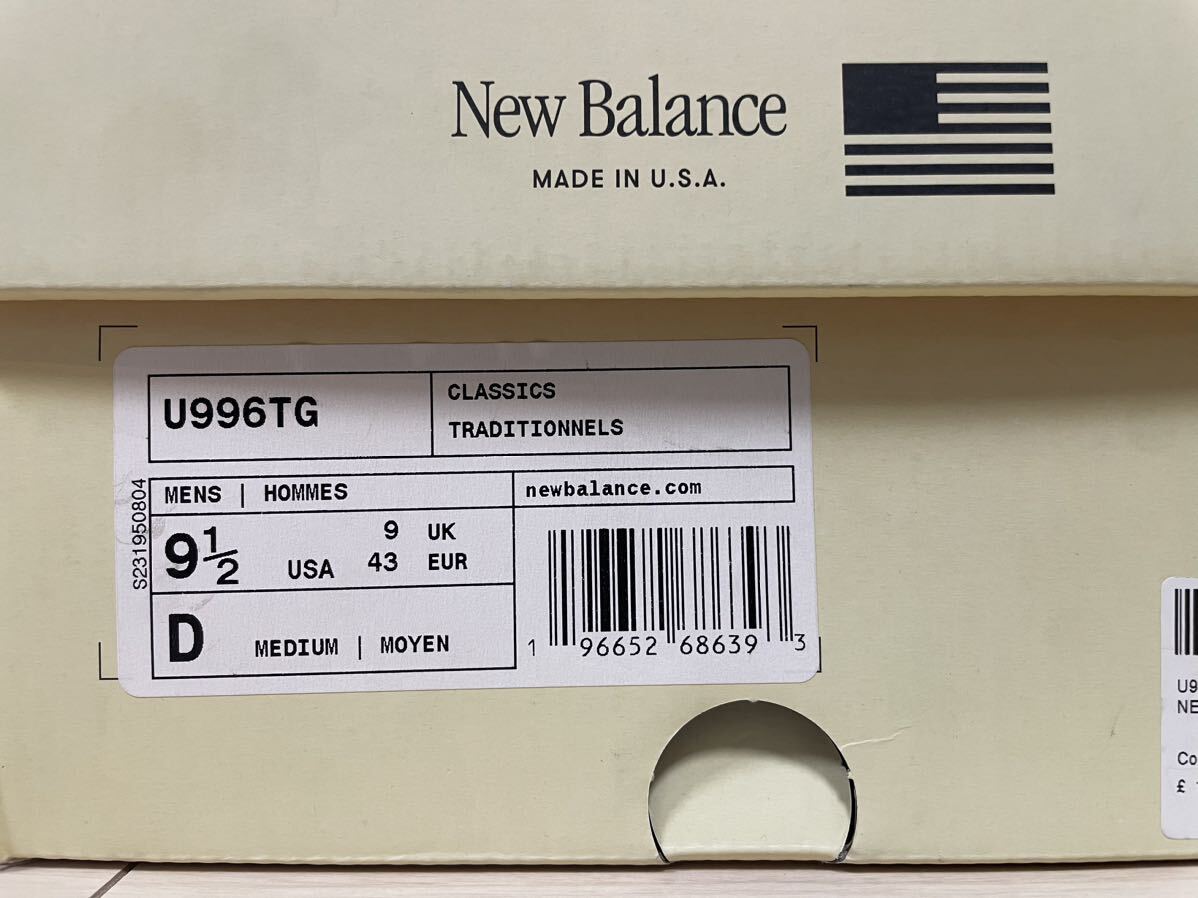 New Balance
MADE IN U.S.A.
U996TG
CLASSICS
TRADITIONNELS
S231950804
MENS | HOMMES
newbalance.com
9½ USA
9 UK
43 EUR
D MEDIUM | MOYEN
1 96652 68639 3
U9
NE
Co
£